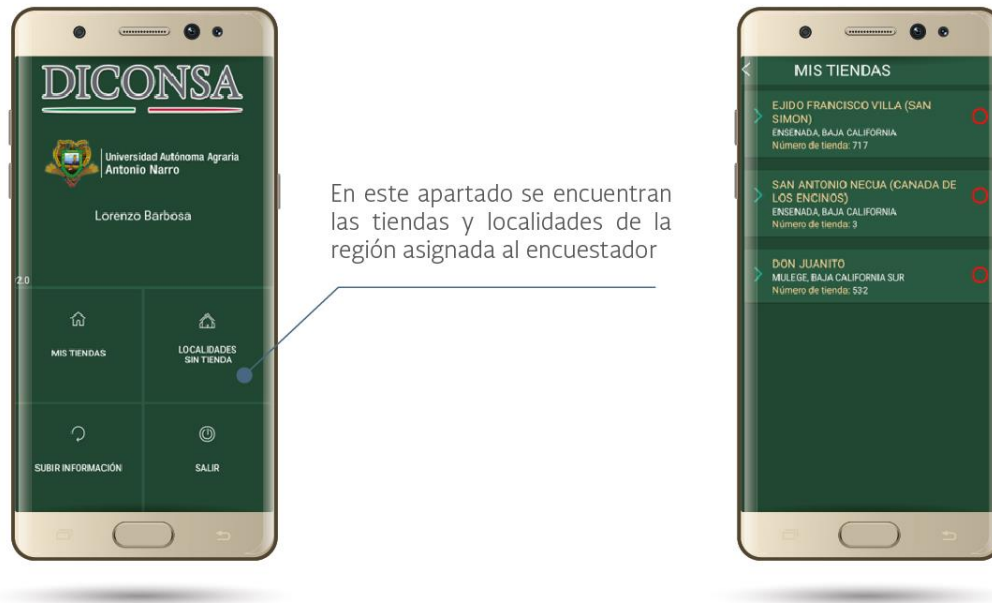 DICONSA
Universidad Autónoma Agraria
Antonio Narro
Lorenzo Barbosa
2.0
MIS TIENDAS
LOCALIDADES
SIN TIENDA
SUBIR INFORMACIÓN
SALIR
En este apartado se encuentran
las tiendas y localidades de la
región asignada al encuestador
MIS TIENDAS
EJIDO FRANCISCO VILLA (SAN
SIMON)
ENSENADA, BAJA CALIFORNIA
Número de tienda: 717
SAN ANTONIO NECUA (CANADA DE
LOS ENCINOS)
ENSENADA, BAJA CALIFORNIA
Número de tienda: 3
DON JUANITO
MULEGE, BAJA CALIFORNIA SUR
Número de tienda: 532